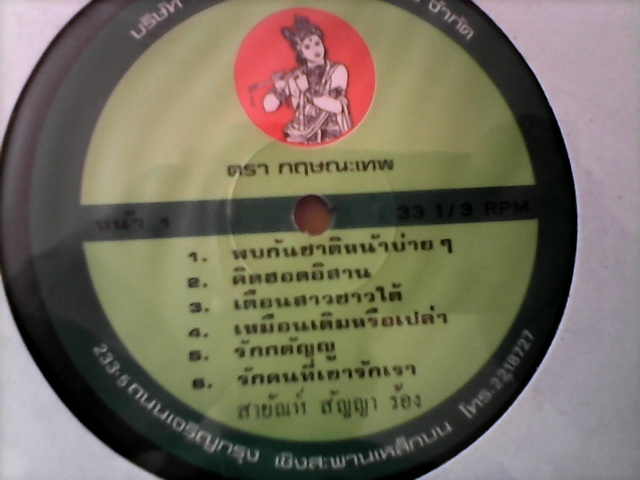 บริษัท จำกัด
ตรา กฤษณะเทพ
หน้า 1 33 1/3 RPM
1. พบกันชาติหน้าบ่ายๆ
2. คิดฮอดอีสาน
3. เตือนสาวชาวใต้
4. เหมือนเดิมหรือเปล่า
5. รักกตัญญู
6. รักคนที่เขารักเรา
สายัณห์ สัญญา ร้อง
233-5 ถนนเจริญกรุง เชิงสะพานเหล็กบน โทร.2218727